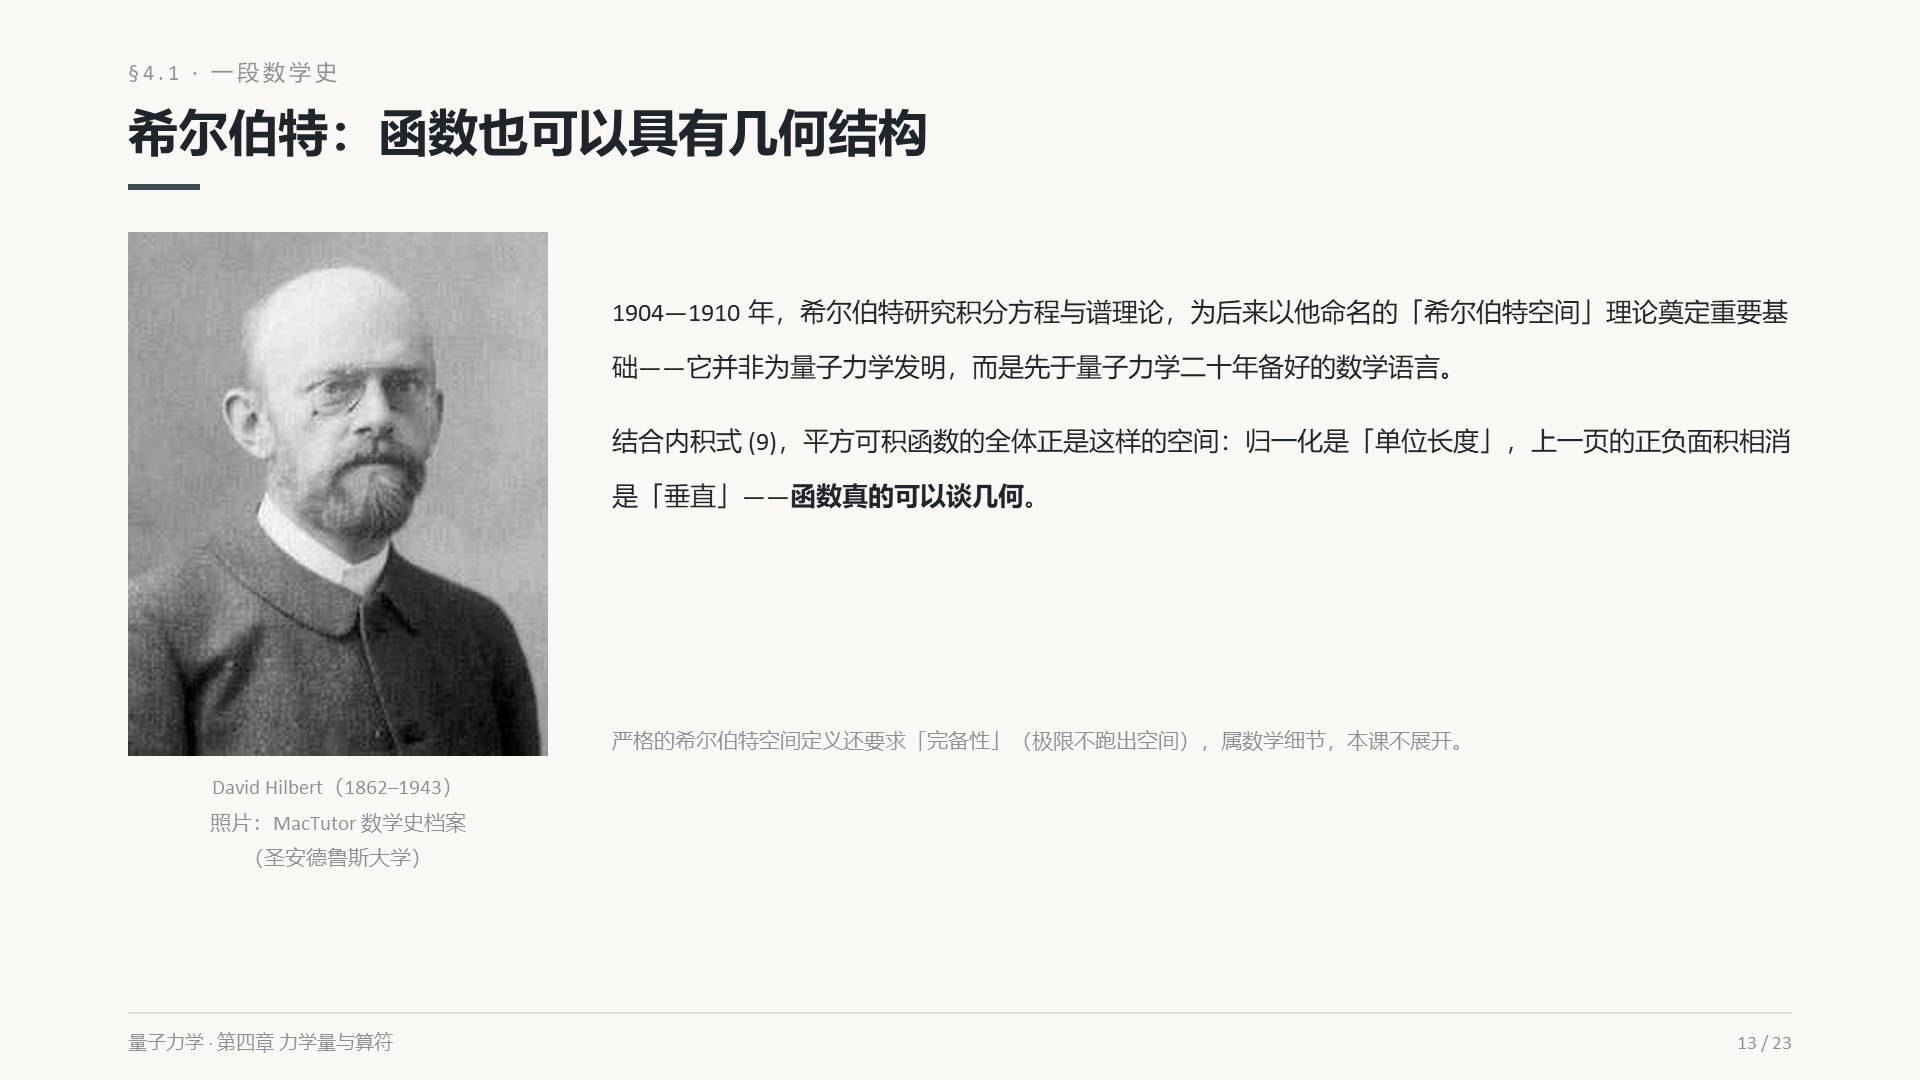 §4.1 · 一段数学史
希尔伯特：函数也可以具有几何结构
1904—1910 年，希尔伯特研究积分方程与谱理论，为后来以他命名的「希尔伯特空间」理论奠定重要基
础——它并非为量子力学发明，而是先于量子力学二十年备好的数学语言。
结合内积式 (9)，平方可积函数的全体正是这样的空间：归一化是「单位长度」，上一页的正负面积相消
是「垂直」——函数真的可以谈几何。
严格的希尔伯特空间定义还要求「完备性」（极限不跑出空间），属数学细节，本课不展开。
David Hilbert（1862–1943）
照片：MacTutor 数学史档案
（圣安德鲁斯大学）
量子力学 · 第四章 力学量与算符
13 / 23